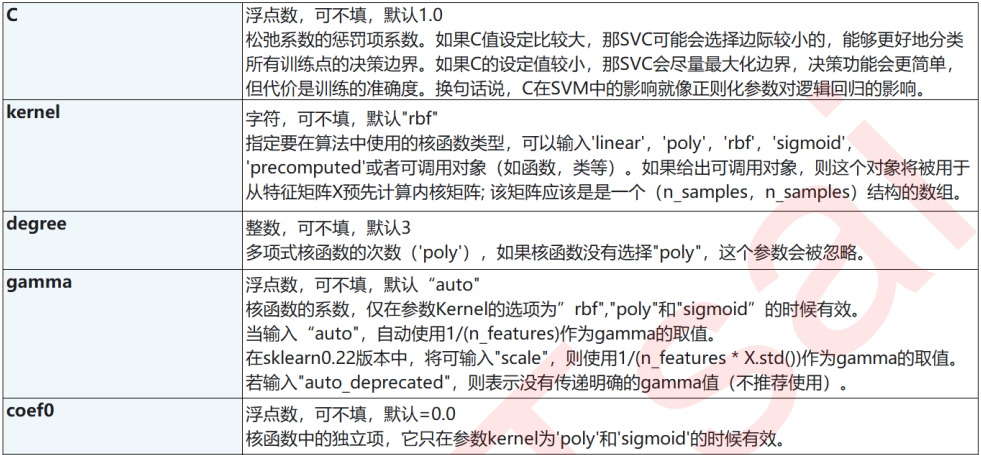 C
浮点数，可不填，默认1.0
松弛系数的惩罚项系数。如果C值设定比较大，那SVC可能会选择边际较小的，能够更好地分类
所有训练点的决策边界。如果C的设定值较小，那SVC会尽量最大化边界，决策功能会更简单，
但代价是训练的准确度。换句话说，C在SVM中的影响就像正则化参数对逻辑回归的影响。
kernel
字符，可不填，默认"rbf"
指定要在算法中使用的核函数类型，可以输入'linear'，'poly'，'rbf'，'sigmoid'，
'precomputed'或者可调用对象（如函数，类等）。如果给出可调用对象，则这个对象将被用于
从特征矩阵X预先计算内核矩阵; 该矩阵应该是是一个（n_samples，n_samples）结构的数组。
degree
整数，可不填，默认3
多项式核函数的次数（'poly'），如果核函数没有选择"poly"，这个参数会被忽略。
gamma
浮点数，可不填，默认“auto"
核函数的系数，仅在参数Kernel的选项为”rbf","poly"和"sigmoid”的时候有效。
当输入“auto"，自动使用1/(n_features)作为gamma的取值。
在sklearn0.22版本中，将可输入"scale"，则使用1/(n_features * X.std())作为gamma的取值。
若输入"auto_deprecated"，则表示没有传递明确的gamma值（不推荐使用）。
coef0
浮点数，可不填，默认=0.0
核函数中的独立项，它只在参数kernel为'poly'和'sigmoid'的时候有效。
Tsai